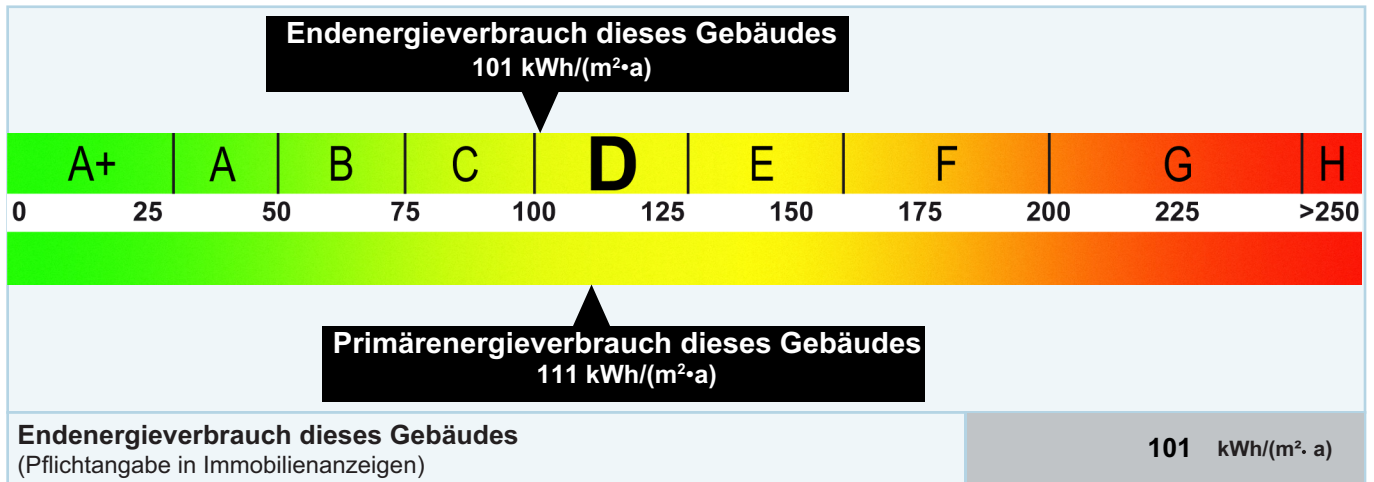 Endenergieverbrauch dieses Gebäudes
101 kWh/(m²•a)
A+ A B C D E F G H
0 25 50 75 100 125 150 175 200 225 >250
Primärenergieverbrauch dieses Gebäudes
111 kWh/(m²•a)
Endenergieverbrauch dieses Gebäudes
(Pflichtangabe in Immobilienanzeigen)
101 kWh/(m²· a)